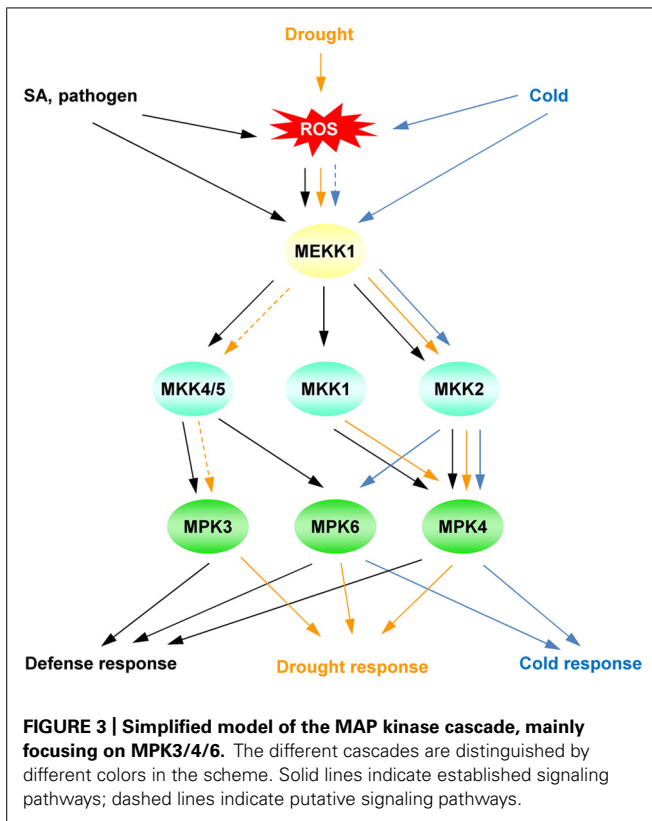 Drought
SA, pathogen
Cold
ROS
MEKK1
MKK4/5
MKK1
MKK2
MPK3
MPK6
MPK4
Defense response
Drought response
Cold response
FIGURE 3 | Simplified model of the MAP kinase cascade, mainly
focusing on MPK3/4/6. The different cascades are distinguished by
different colors in the scheme. Solid lines indicate established signaling
pathways; dashed lines indicate putative signaling pathways.